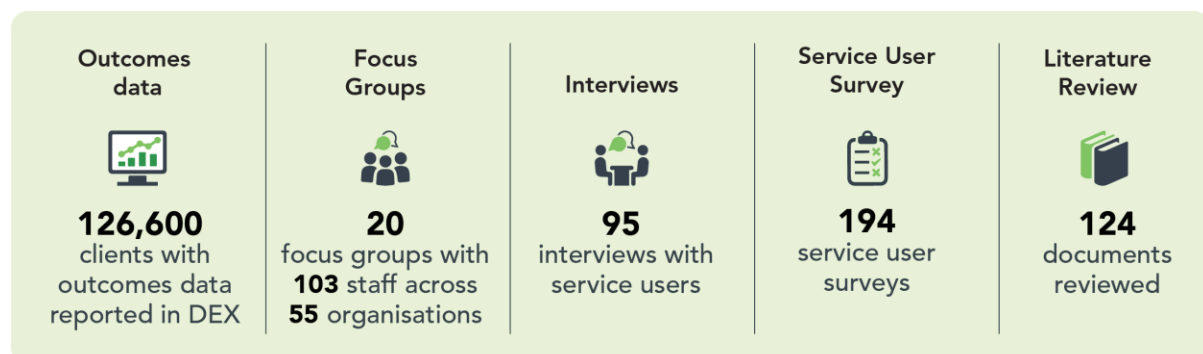 Outcomes
data
126,600
clients with
outcomes data
reported in DEX
Focus
Groups
20
focus groups with
103 staff across
55 organisations
Interviews
95
interviews with
service users
Service User
Survey
194
service user
surveys
Literature
Review
124
documents
reviewed